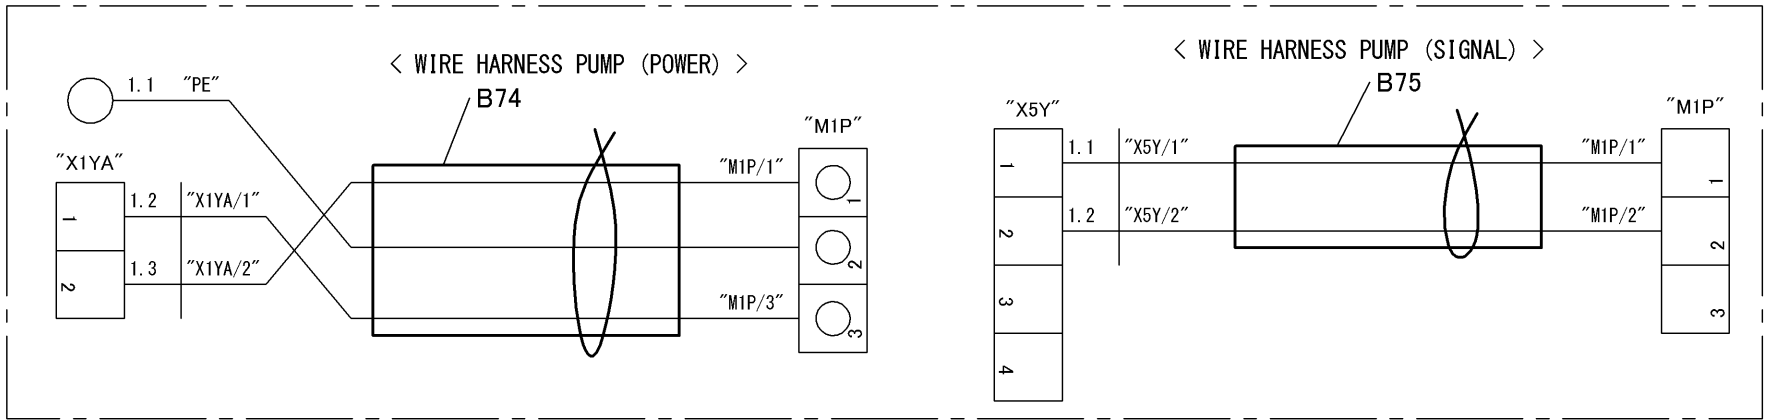 < WIRE HARNESS PUMP (POWER) >
B74
1.1 "PE"
"X1YA"
1
2
1.2 "X1YA/1"
1.3 "X1YA/2"
"M1P/1"
"M1P/3"
"M1P"
1
2
3
< WIRE HARNESS PUMP (SIGNAL) >
B75
"X5Y"
1
2
3
4
1.1 "X5Y/1"
1.2 "X5Y/2"
"M1P/1"
"M1P/2"
"M1P"
1
2
3